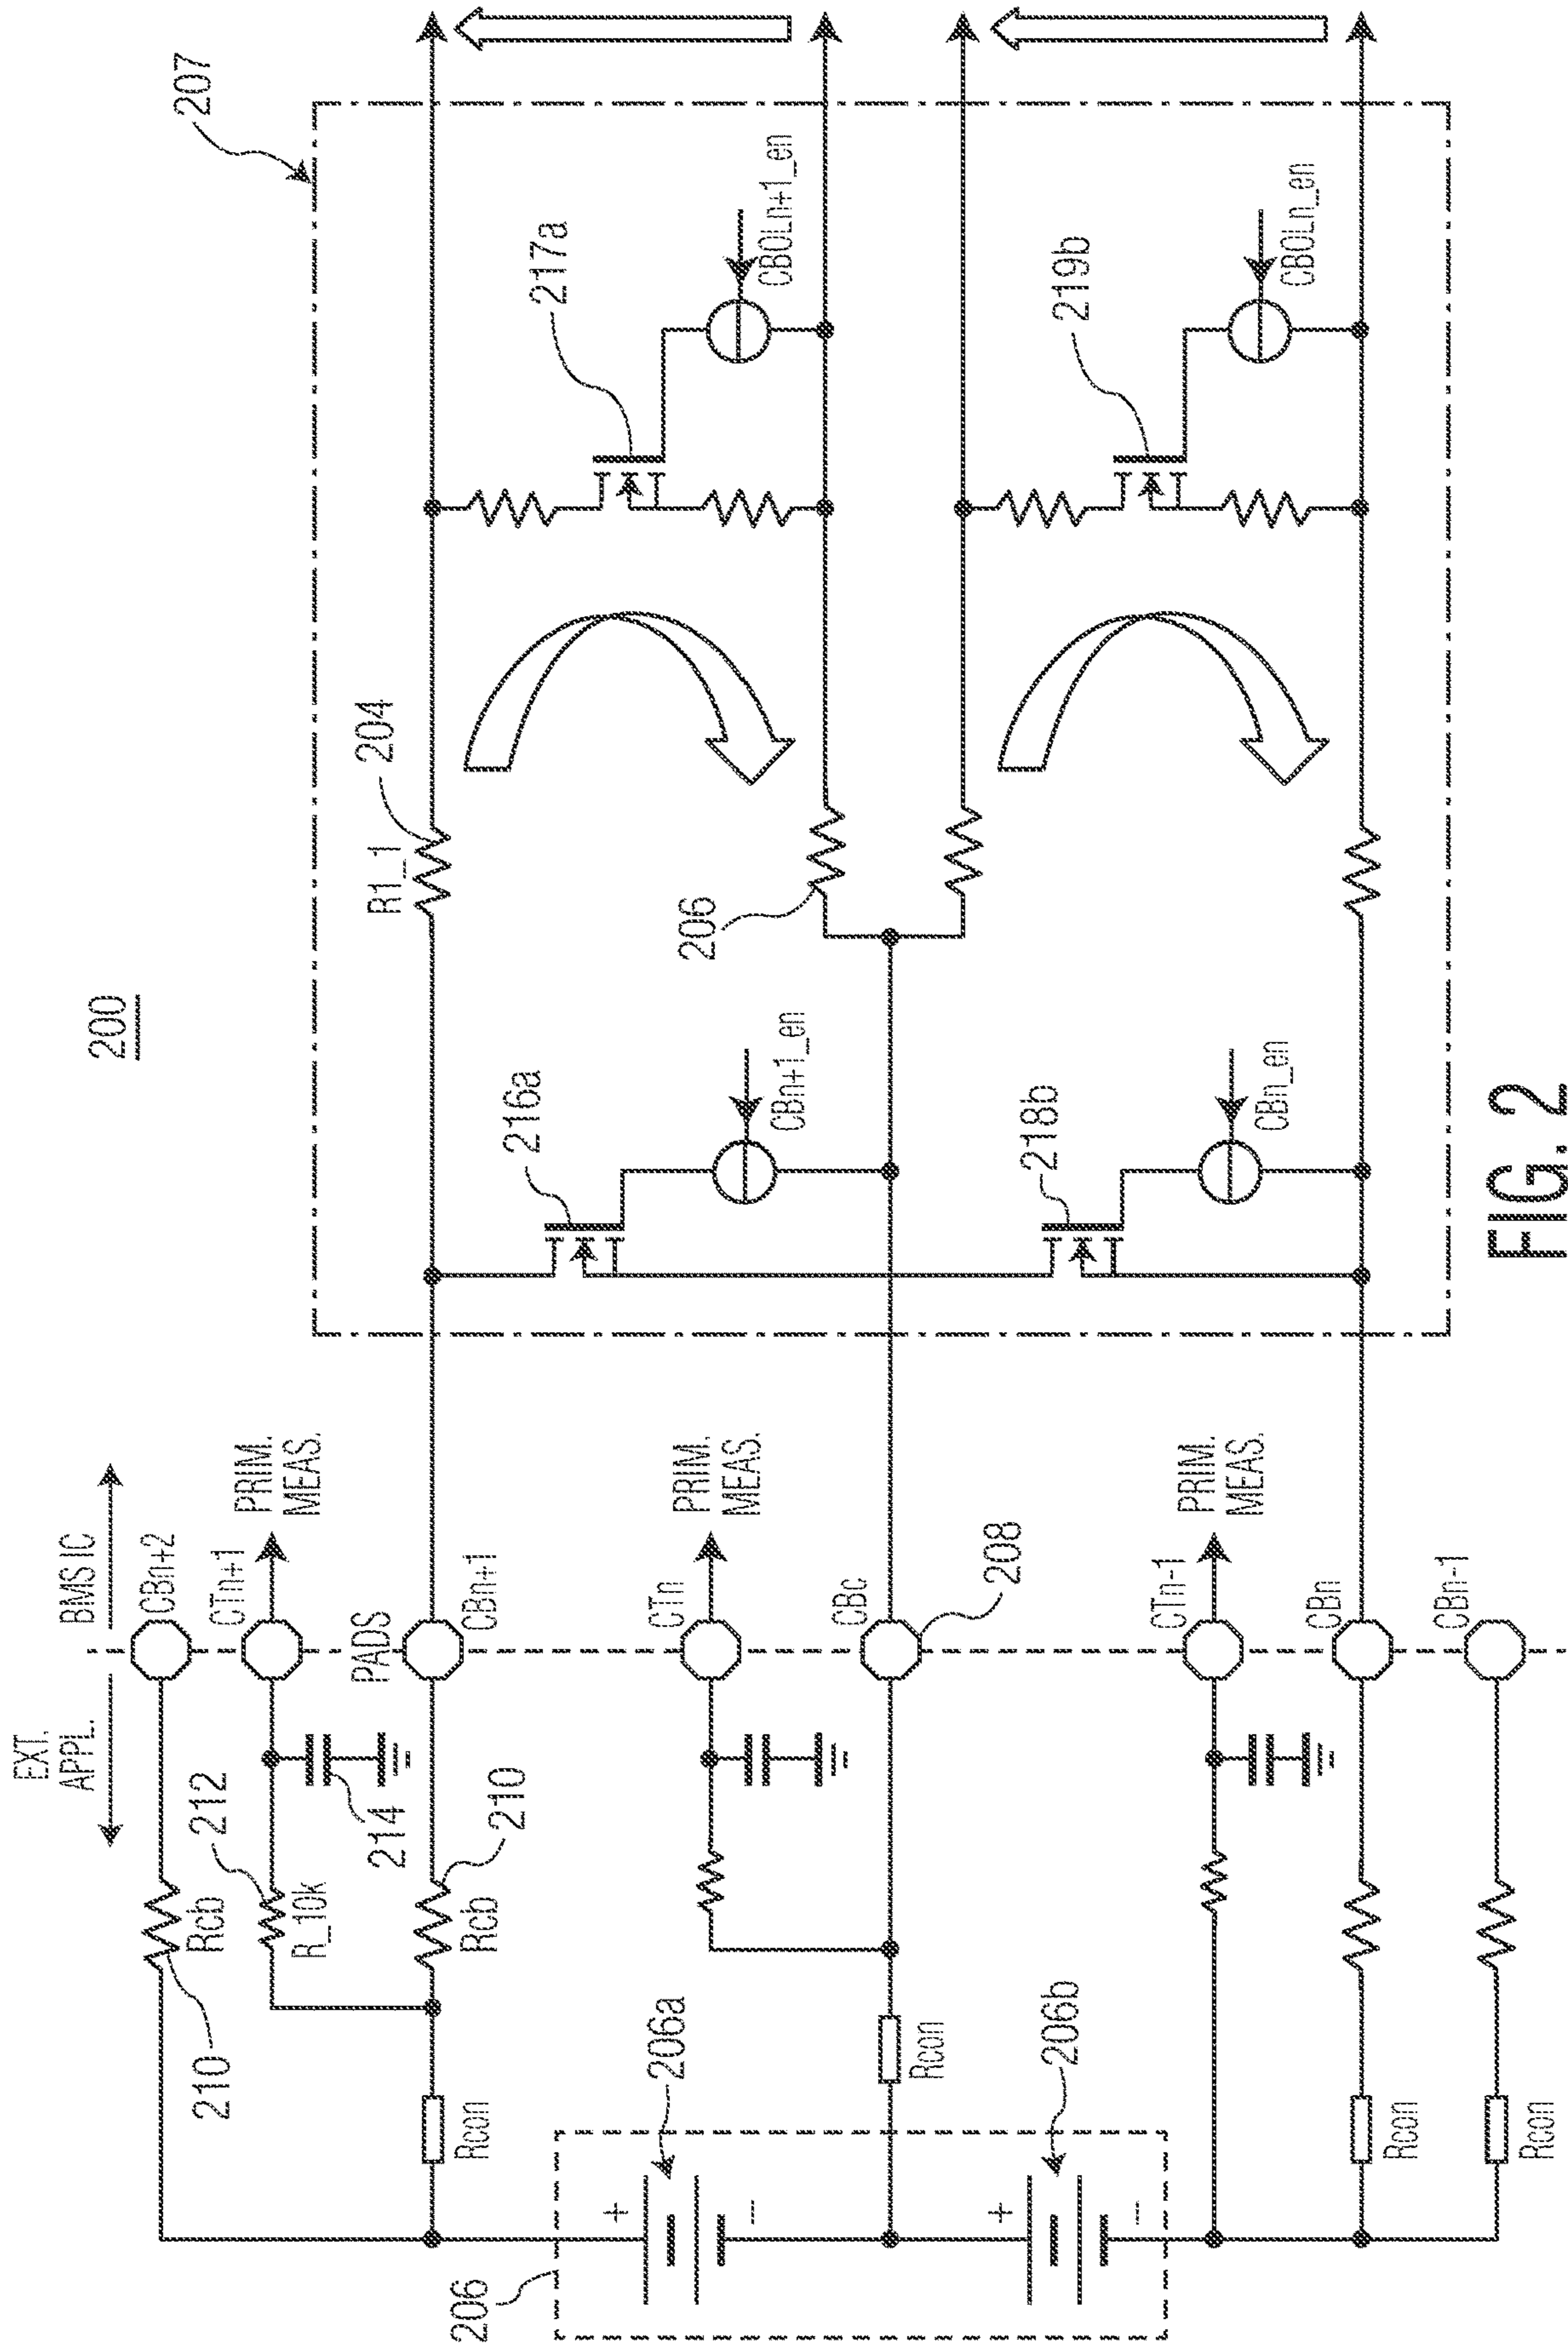 200
207
EXT.
APPL.
BMS IC
CBn+2
CTn+1
PRIM.
MEAS.
PADS
CBn+1
210
Rcb
212
R_10k
214
Rcb
210
Rcon
R1_1
204
216a
CBn+1_en
217a
CBOLn+1_en
206
CTn
PRIM.
MEAS.
CBc
208
206
206a
+
−
Rcon
206b
+
−
218b
CBn_en
219b
CBOLn_en
CTn-1
PRIM.
MEAS.
CBn
CBn-1
Rcon
Rcon
FIG. 2